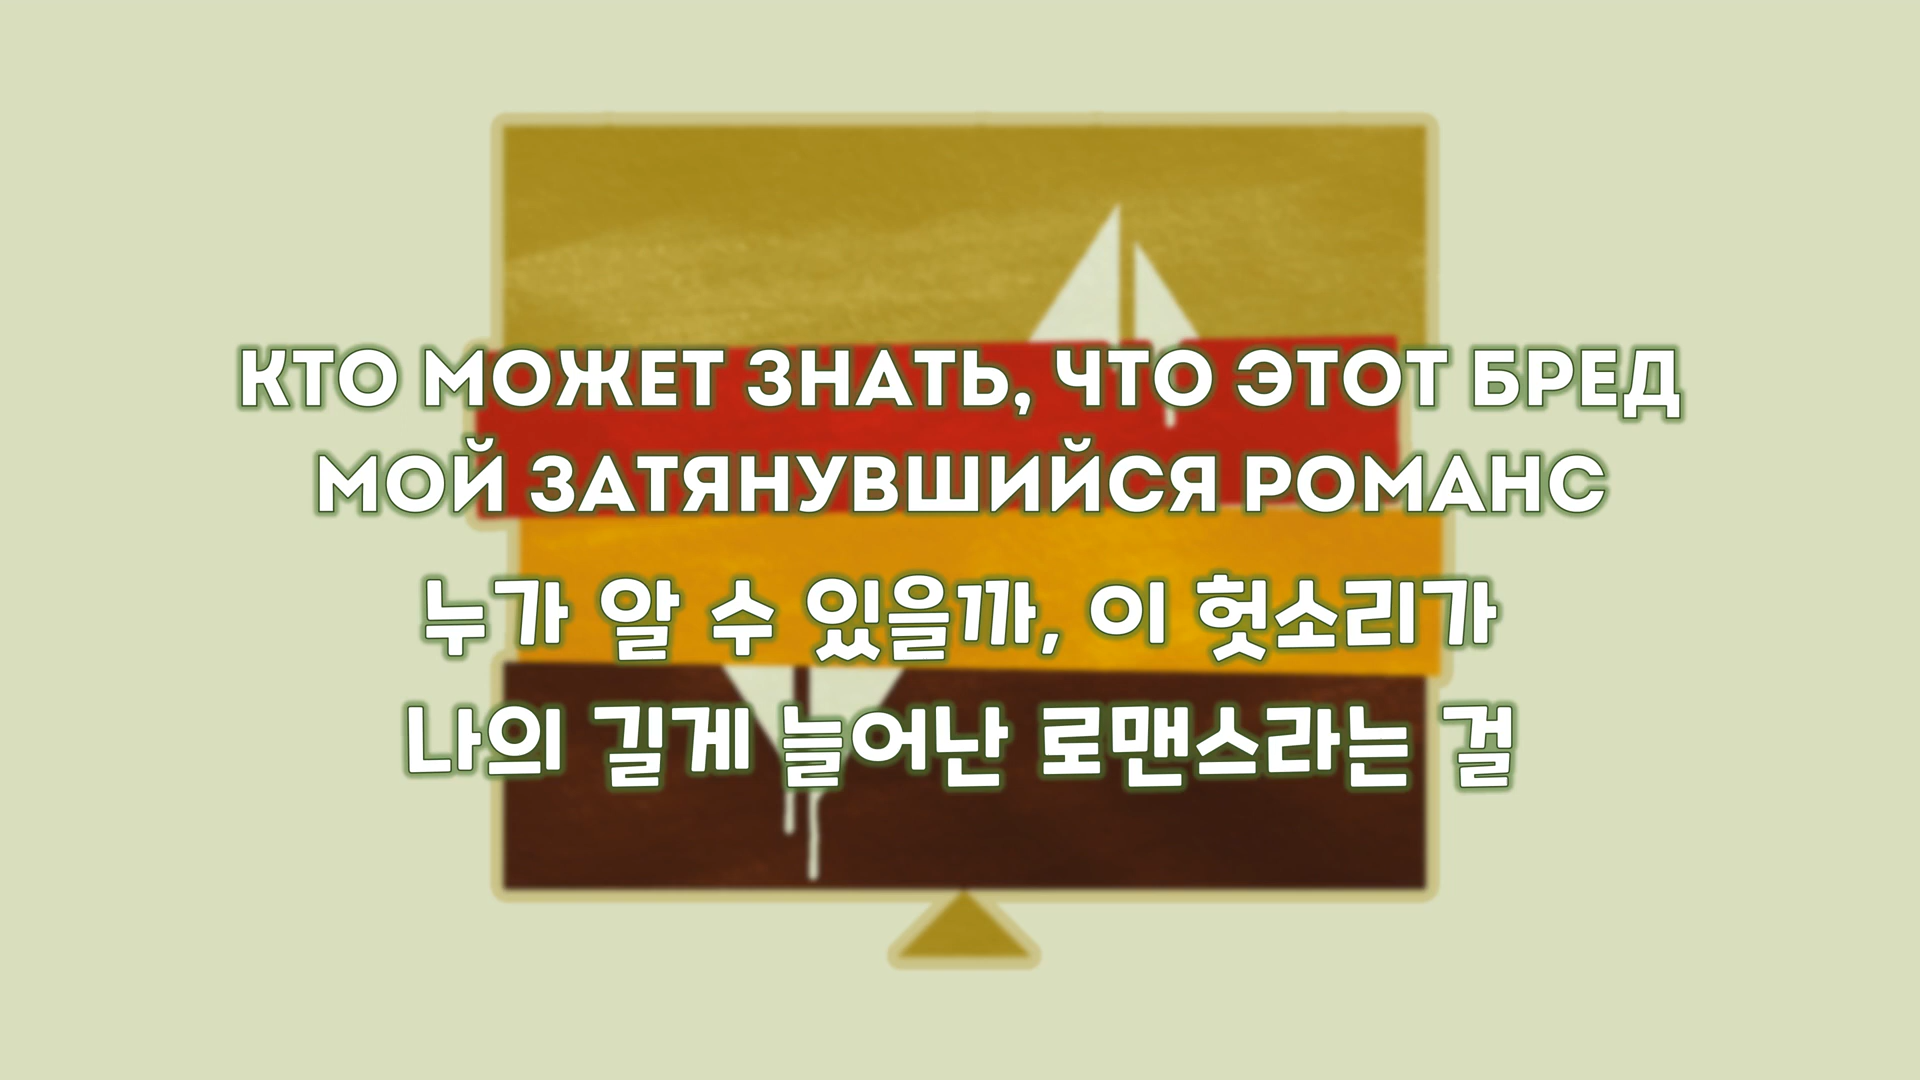 КТО МОЖЕТ ЗНАТЬ, ЧТО ЭТОТ БРЕД
МОЙ ЗАТЯНУВШИЙСЯ РОМАНС
누가 알 수 있을까, 이 헛소리가
나의 길게 늘어난 로맨스라는 걸